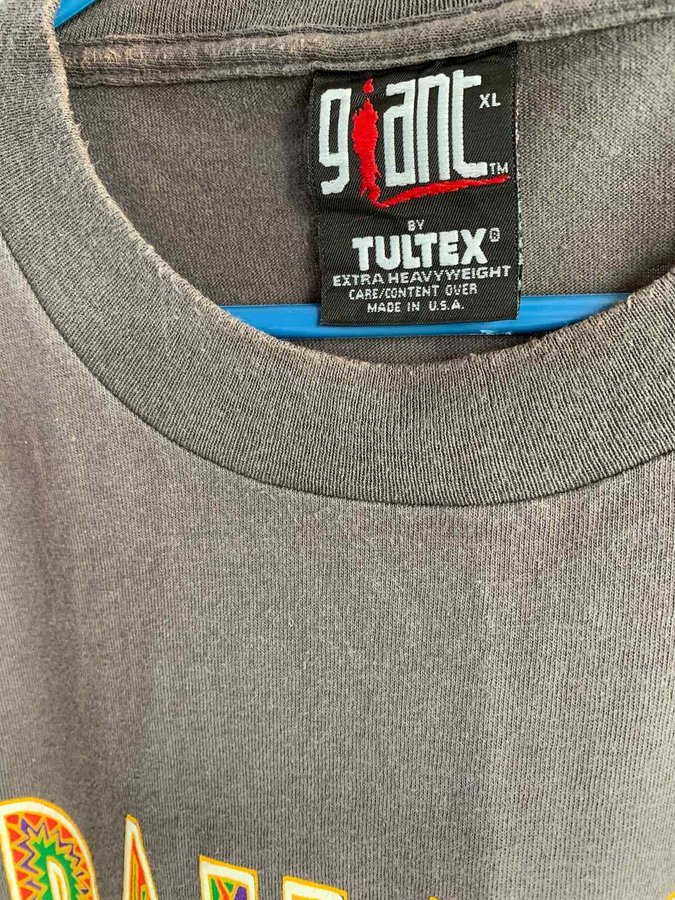 giant XL
TM
BY
TULTEX®
EXTRA HEAVYWEIGHT
CARE/CONTENT OVER
MADE IN U.S.A.